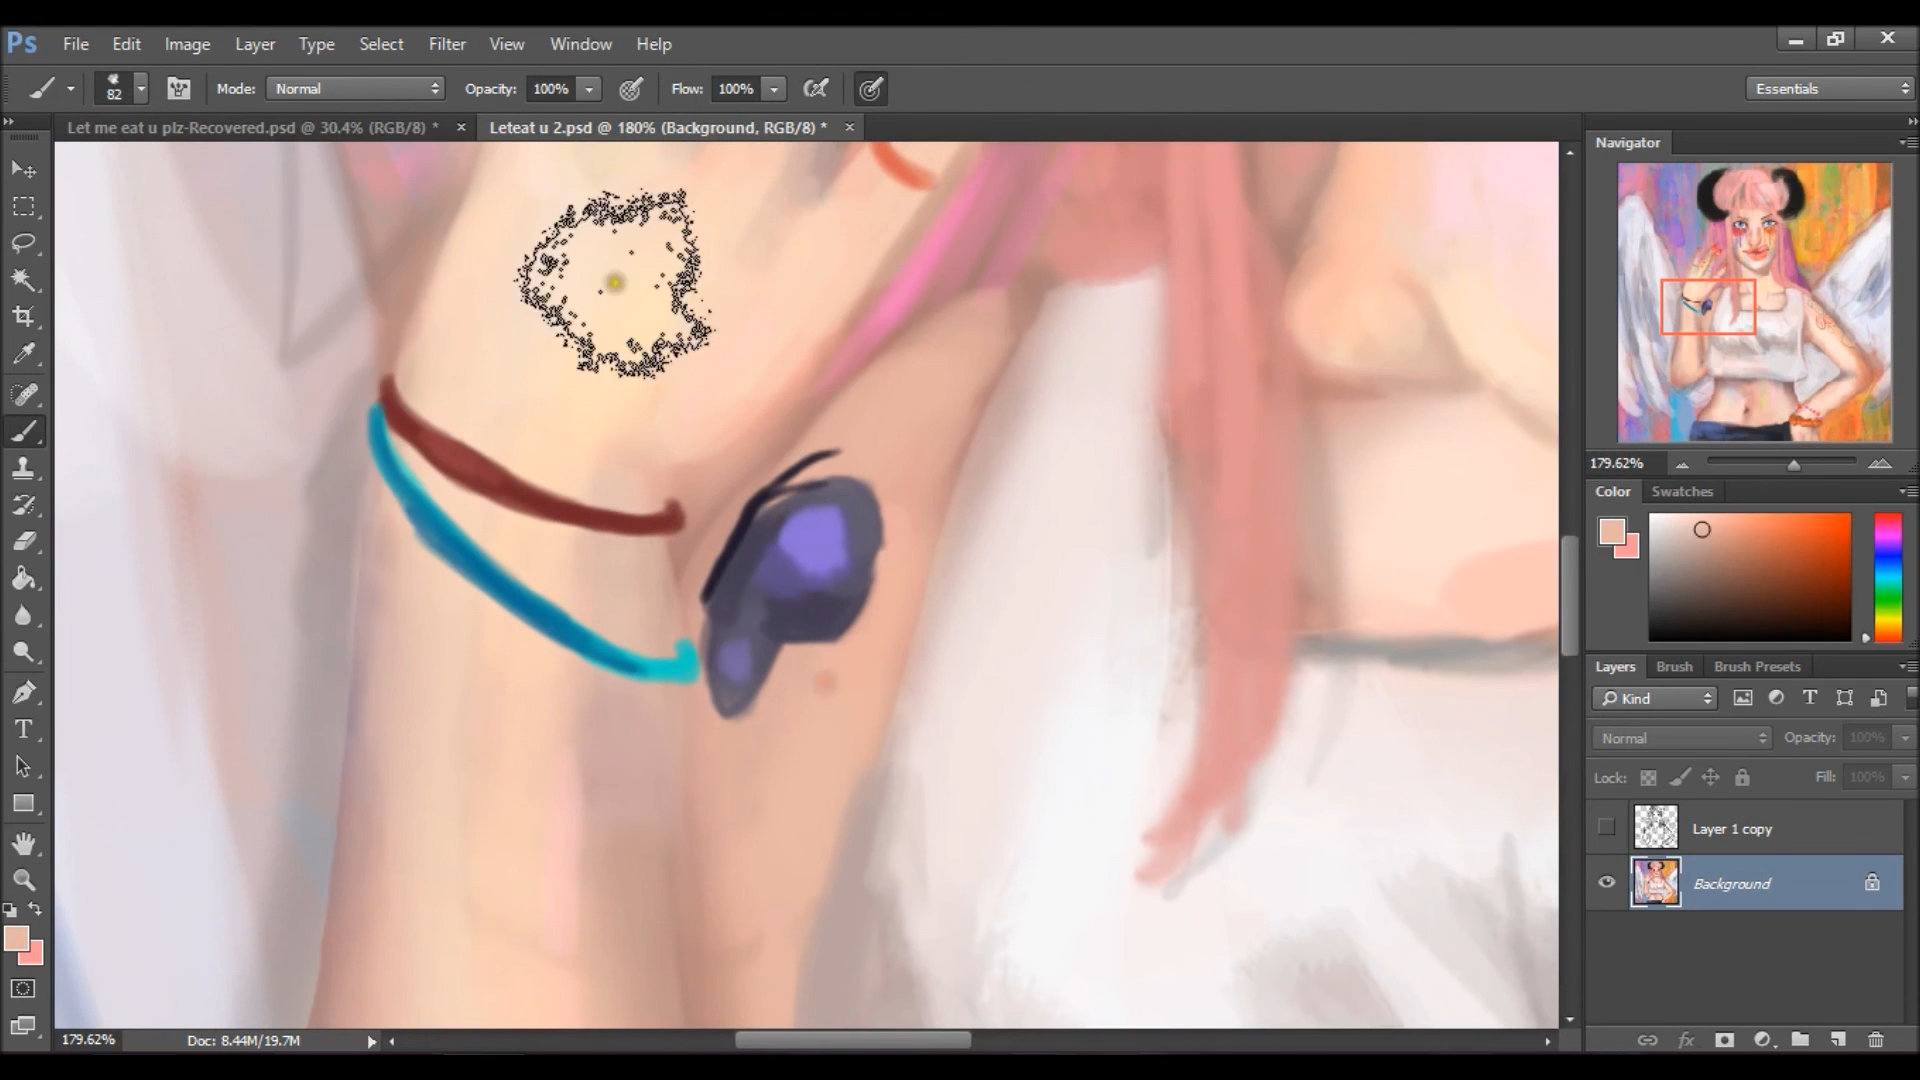 Ps File Edit Image Layer Type Select Filter View Window Help
82 Mode: Normal Opacity: 100% Flow: 100% Essentials
Let me eat u plz-Recovered.psd @ 30.4% (RGB/8) * × Leteat u 2.psd @ 180% (Background, RGB/8) * ×
Navigator
179.62%
Color Swatches
Layers Brush Brush Presets
Kind
Normal Opacity: 100%
Lock: Fill: 100%
Layer 1 copy
Background
179.62% Doc: 8.44M/19.7M